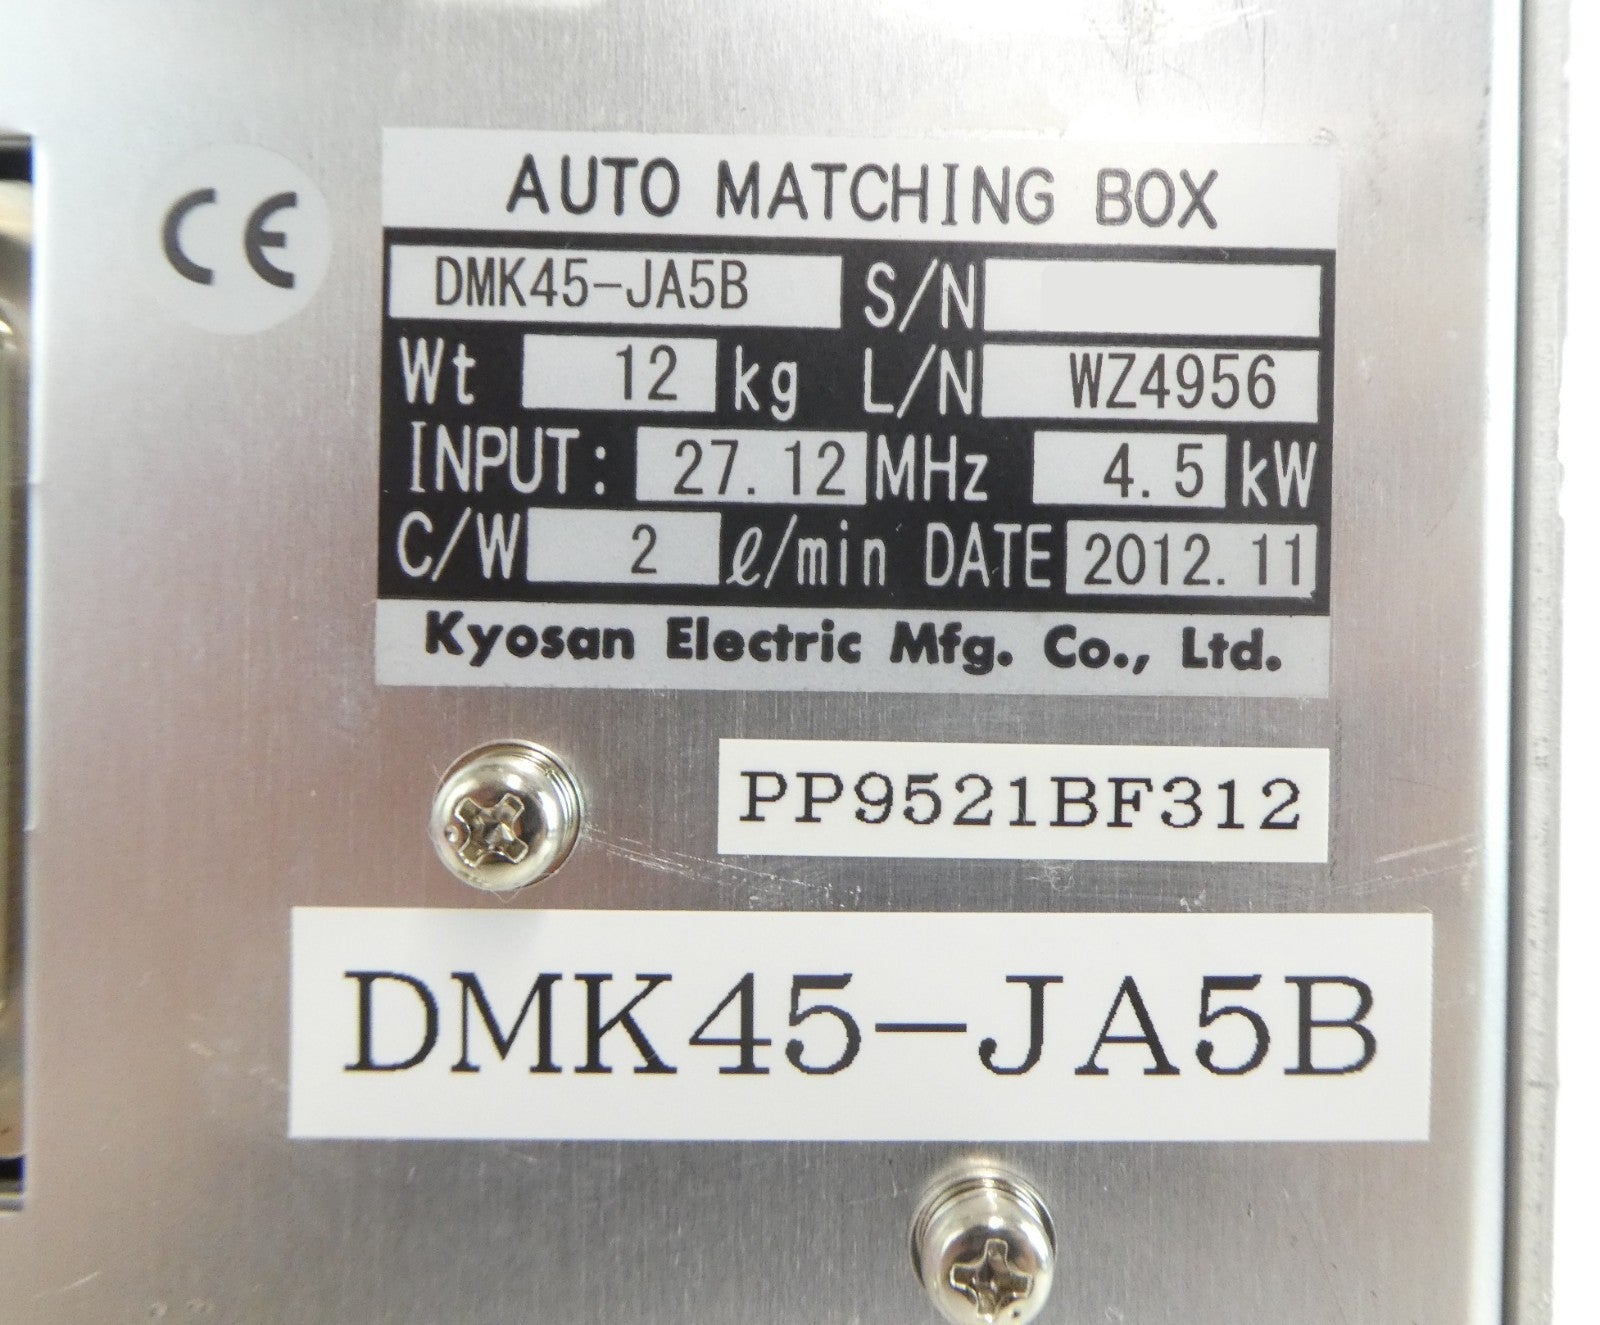 CE
AUTO MATCHING BOX
DMK45-JA5B S/N
Wt 12 kg L/N WZ4956
INPUT: 27.12 MHz 4.5 kW
C/W 2 ℓ/min DATE 2012.11
Kyosan Electric Mfg. Co., Ltd.
PP9521BF312
DMK45-JA5B